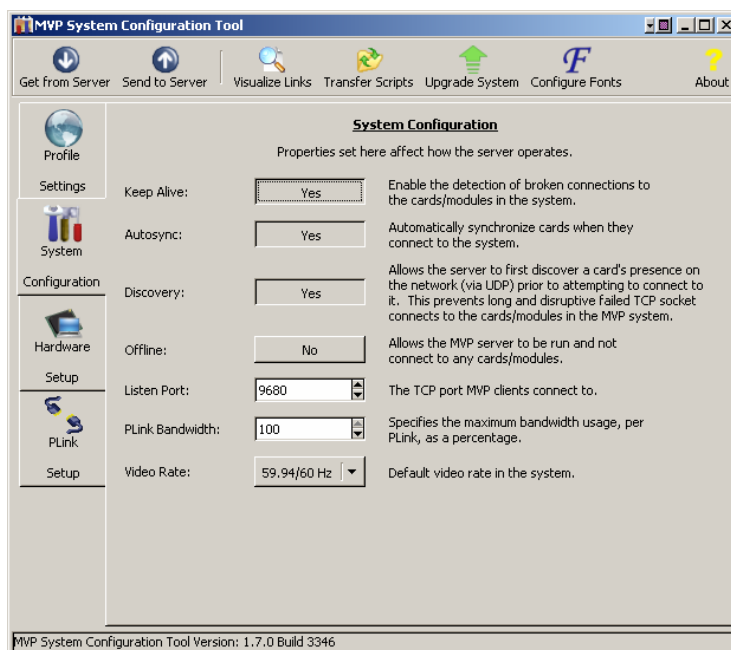 MVP System Configuration Tool
Get from Server Send to Server Visualize Links Transfer Scripts Upgrade System Configure Fonts About
Profile
Settings
System
Configuration
Hardware
Setup
PLink
Setup
System Configuration
Properties set here affect how the server operates.
Keep Alive: Yes
Enable the detection of broken connections to
the cards/modules in the system.
Autosync: Yes
Automatically synchronize cards when they
connect to the system.
Discovery: Yes
Allows the server to first discover a card's presence on
the network (via UDP) prior to attempting to connect to
it. This prevents long and disruptive failed TCP socket
connects to the cards/modules in the MVP system.
Offline: No
Allows the MVP server to be run and not
connect to any cards/modules.
Listen Port: 9680 The TCP port MVP clients connect to.
PLink Bandwidth: 100
Specifies the maximum bandwidth usage, per
PLink, as a percentage.
Video Rate: 59.94/60 Hz Default video rate in the system.
MVP System Configuration Tool Version: 1.7.0 Build 3346